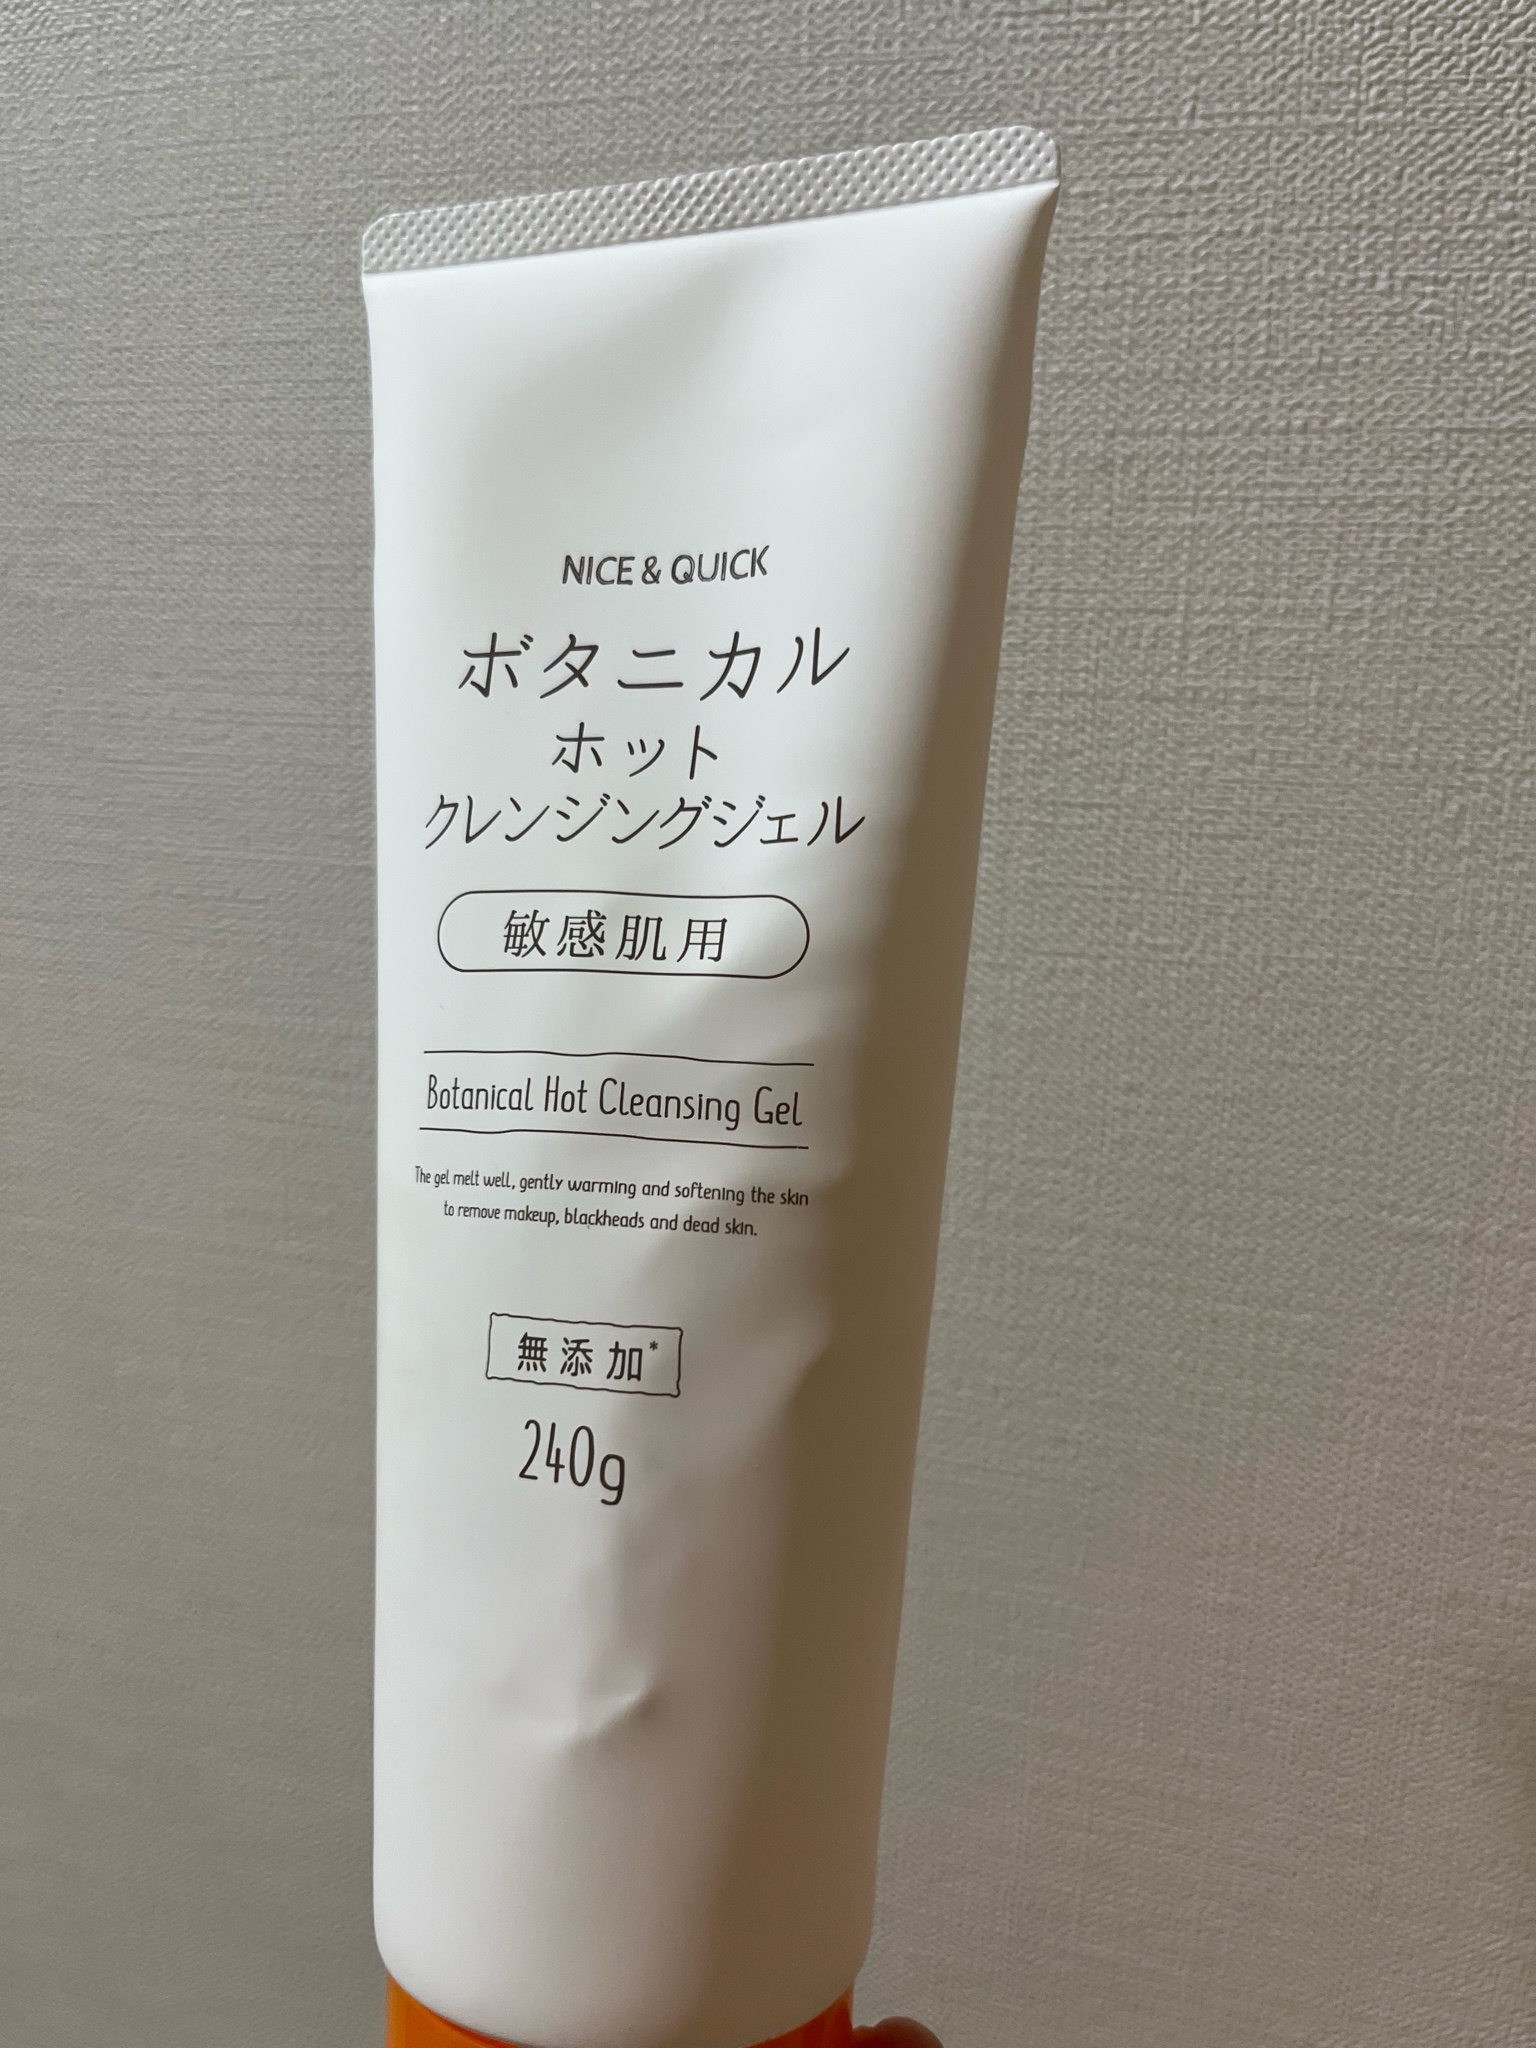 NICE & QUICK
ボタニカル
ホット
クレンジングジェル
敏感肌用
Botanical Hot Cleansing Gel
The gel melt well, gently warming and softening the skin
to remove makeup, blackheads and dead skin.
無添加*
240g